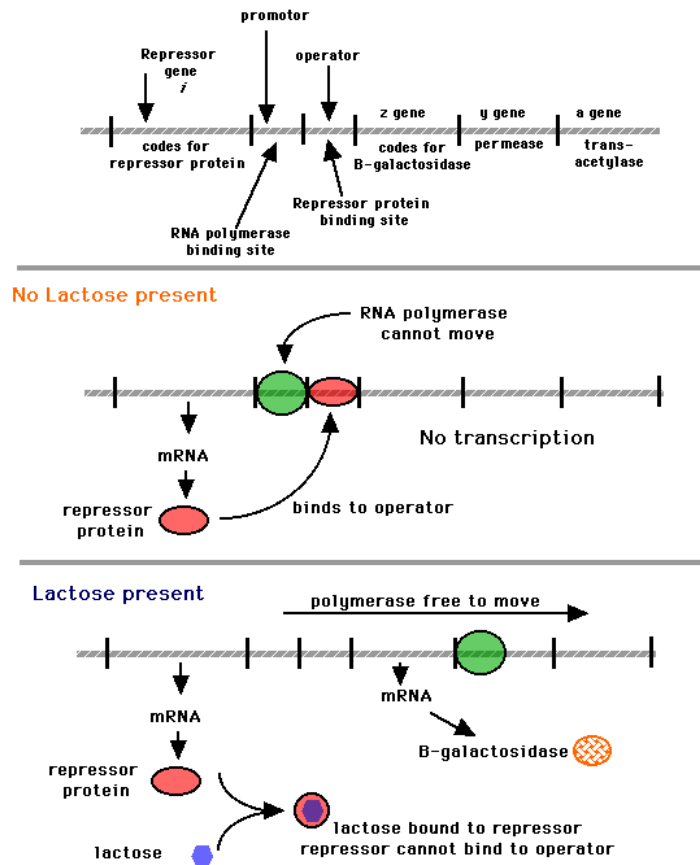 promotor
Repressor
gene
i
operator
z gene
y gene
a gene
codes for
repressor protein
codes for
B-galactosidase
permease
trans-
acetylase
Repressor protein
binding site
RNA polymerase
binding site
No Lactose present
RNA polymerase
cannot move
No transcription
mRNA
repressor
protein
binds to operator
Lactose present
polymerase free to move
mRNA
mRNA
B-galactosidase
repressor
protein
lactose bound to repressor
repressor cannot bind to operator
lactose